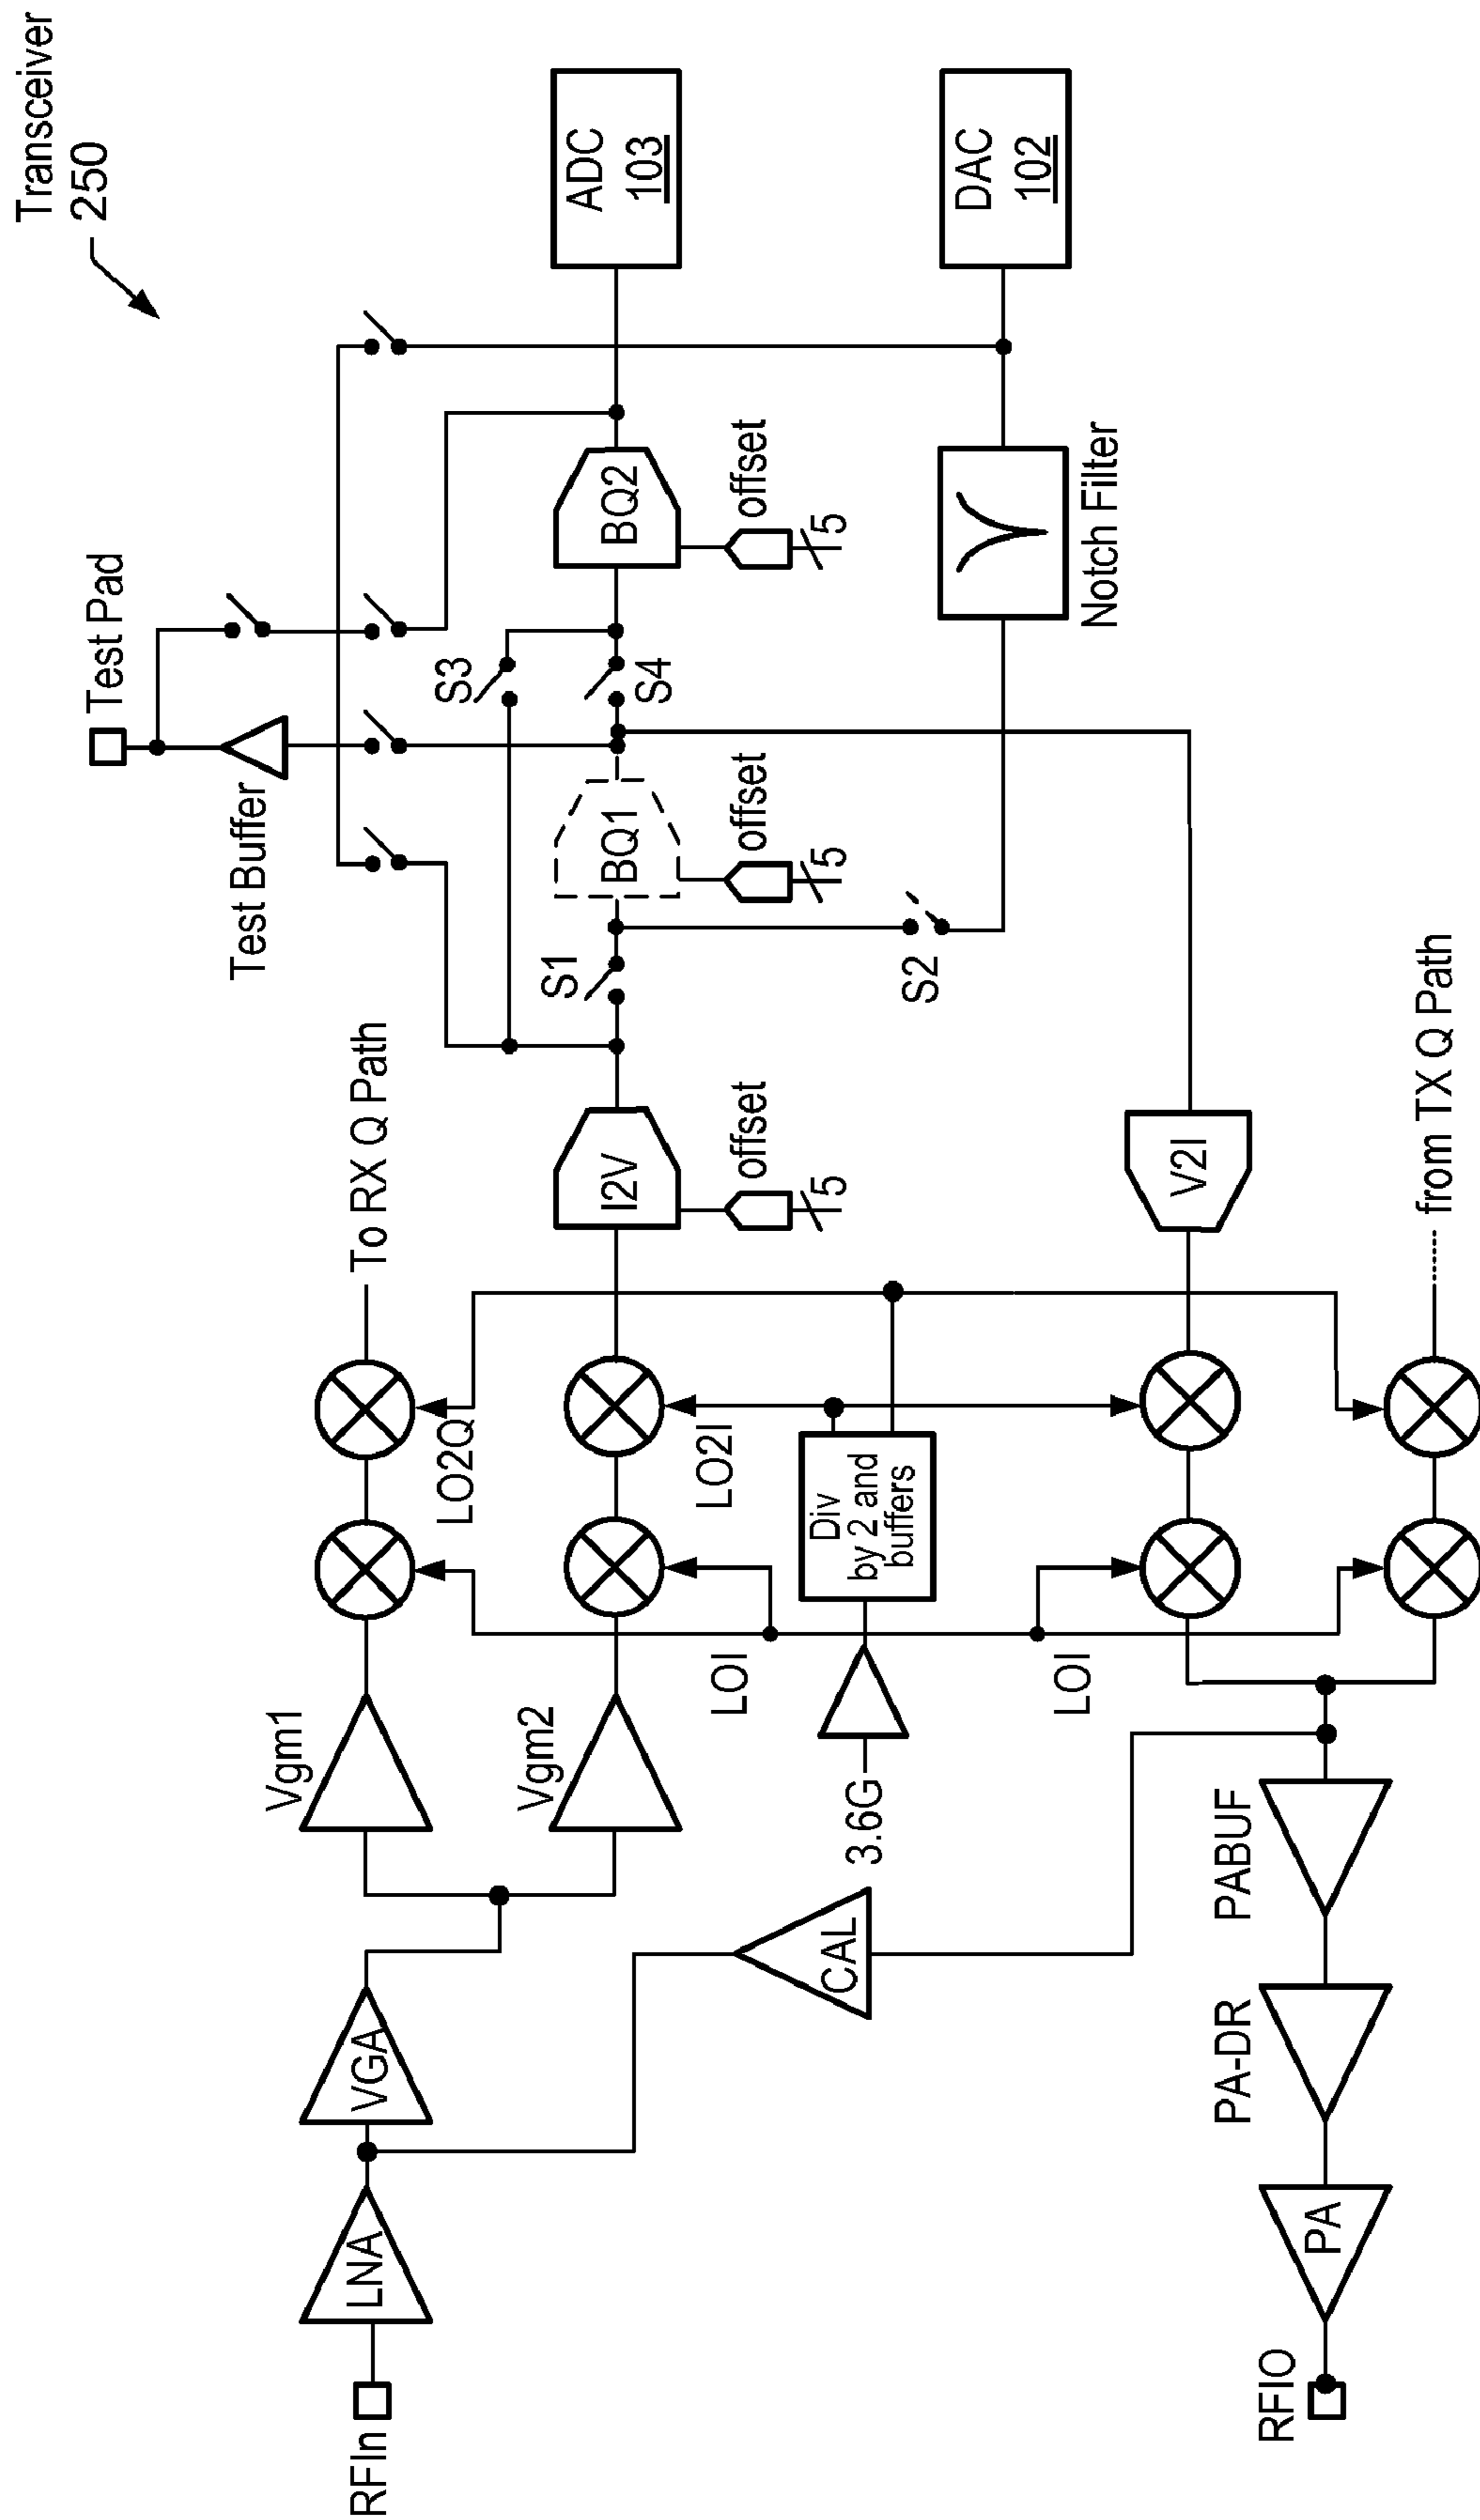 Transceiver
250
Test Pad
Test Buffer
ADC
103
DAC
102
BQ2
offset
5
Notch Filter
S3
S4
BQ1
offset
5
S1
S2
To RX Q Path
I2V
offset
5
V2I
from TX Q Path
LO2Q
LO2I
Div
by 2 and
buffers
LOI
LOI
Vgm1
Vgm2
3.6G
VGA
CAL
LNA
PABUF
PA-DR
PA
RFIn
RFIO